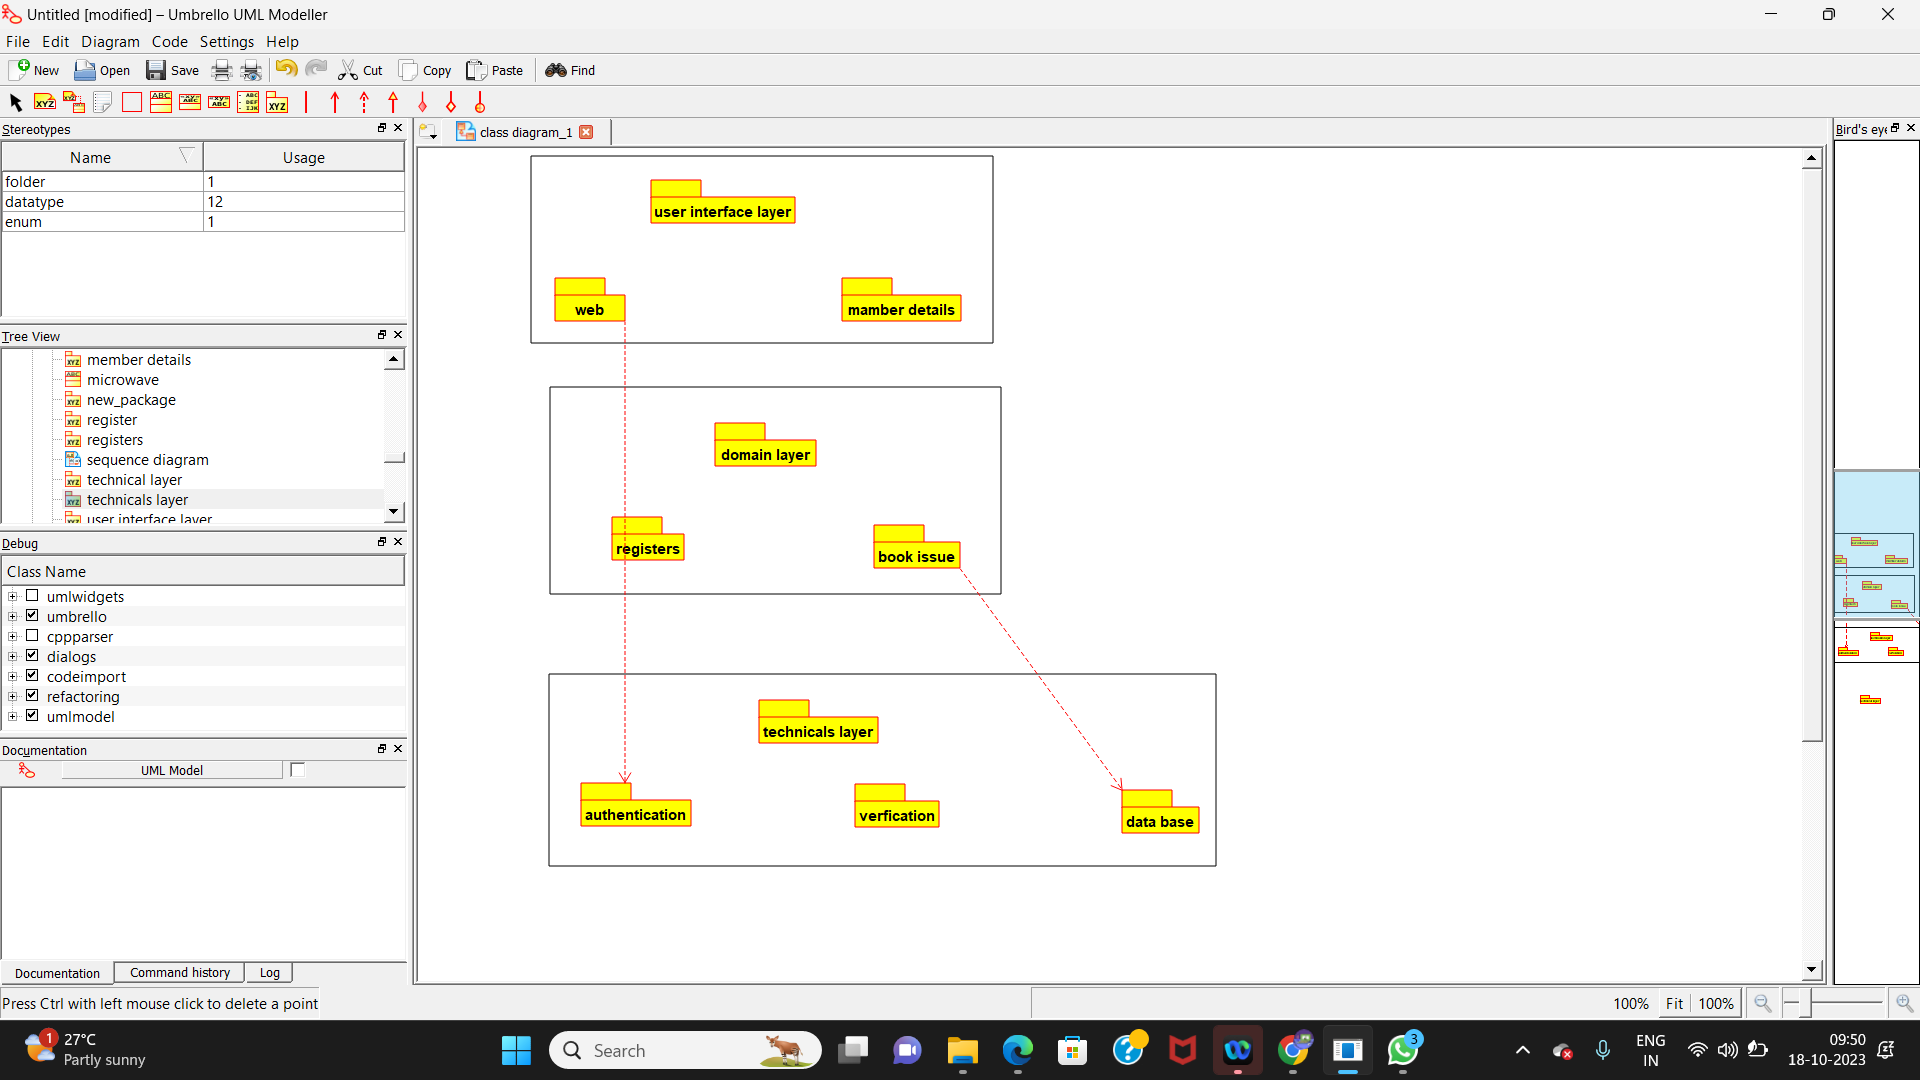 Untitled [modified] – Umbrello UML Modeller
File Edit Diagram Code Settings Help
New Open Save Cut Copy Paste Find
Stereotypes
Name Usage
folder 1
datatype 12
enum 1
Tree View
member details
microwave
new_package
register
registers
sequence diagram
technical layer
technicals layer
user interface layer
Debug
Class Name
umlwidgets
umbrello
cppparser
dialogs
codeimport
refactoring
umlmodel
Documentation
UML Model
Documentation Command history Log
Press Ctrl with left mouse click to delete a point
class diagram_1
user interface layer
web
mamber details
domain layer
registers
book issue
technicals layer
authentication
verfication
data base
Bird's eye
100% Fit 100%
1
27°C
Partly sunny
Search
3
ENG
IN
09:50
18-10-2023